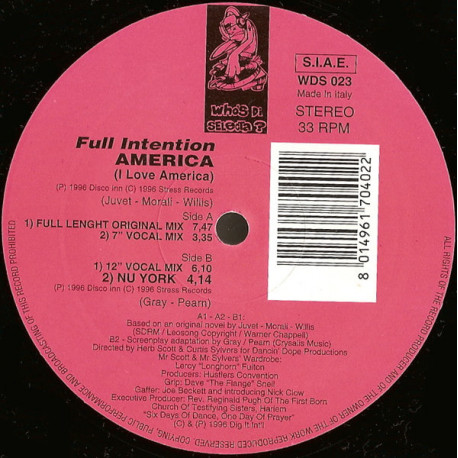 WHO'S DJ
SELECTA ?
S.I.A.E.
WDS 023
Made in Italy
STEREO
33 RPM
Full Intention
AMERICA
(I Love America)
(P) 1996 Disco Inn (C) 1996 Stress Records
(Juvet - Morali - Willis)
Side A
1) FULL LENGHT ORIGINAL MIX 7,47
2) 7" VOCAL MIX 3,35
Side B
1) 12" VOCAL MIX 6,10
2) NU YORK 4,14
(P) 1996 Disco Inn (C) 1996 Stress Records
(Gray - Pearn)
8 014961 704022
A1 - A2 - B1:
Based on an original novel by Juvet - Morali - Willis
(SDRM / Leosong Copyright / Warner Chappell)
B2 - Screenplay adaptation by Gray / Pearn (Crysalis Music)
Directed by Herb Scott & Curtis Sylvers for Dancin' Dope Productions
Mr Scott & Mr Sylvers' Wardrobe:
Leroy "Longhorn" Fulton
Producers: Hustlers Convention
Grip: Dave "The Flange" Snell
Gaffer: Joe Beckett and introducing Nick Glow
Executive Producer: Rev. Reginald Pugh Of The First Born
Church Of Testifying Sisters, Harlem
"Six Days Of Dance, One Day Of Prayer"
(C) & (P) 1996 Dig It Int'l
ALL RIGHTS OF THE RECORD PRODUCER AND OF THE OWNER OF THE WORK REPRODUCED RESERVED. COPYING, PUBLIC PERFORMANCE AND BROADCASTING OF THIS RECORD PROHIBITED